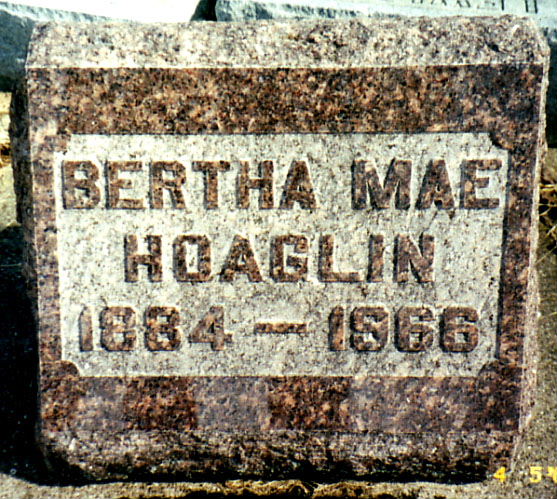 BERTHA MAE
HOAGLIN
1884 — 1966